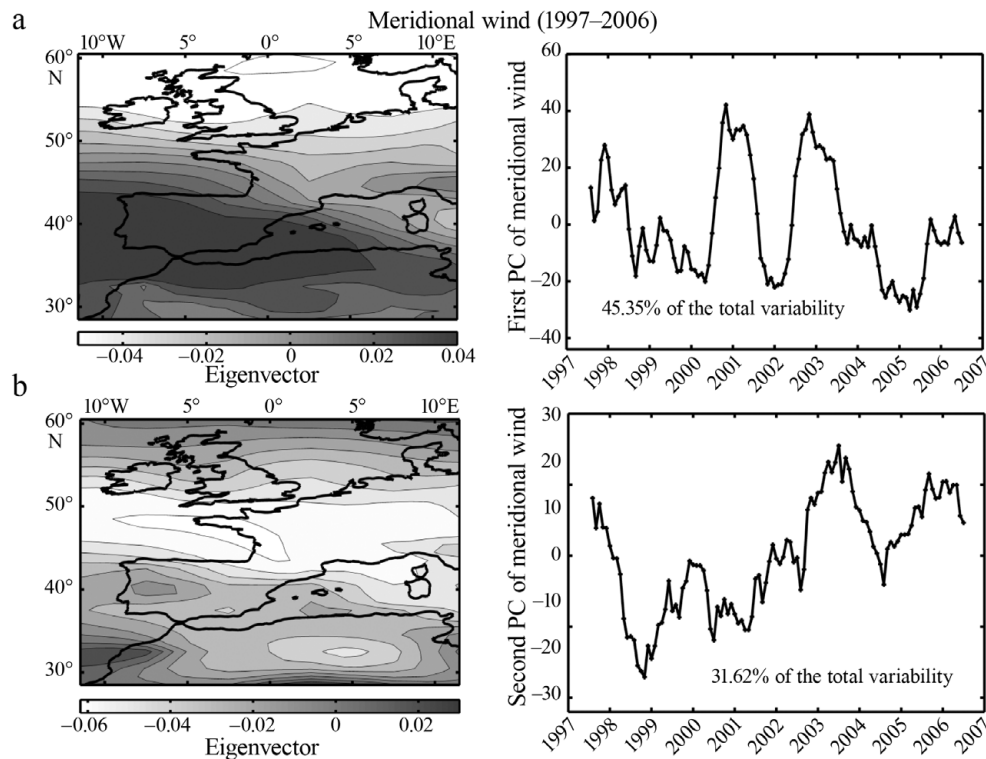 a
Meridional wind (1997–2006)
10°W 5° 0° 5° 10°E
60°
N
50°
40°
30°
−0.04 −0.02 0 0.02 0.04
Eigenvector
First PC of meridional wind
60
40
20
0
−20
−40
45.35% of the total variability
1997 1998 1999 2000 2001 2002 2003 2004 2005 2006 2007
b
10°W 5° 0° 5° 10°E
60°
N
50°
40°
30°
−0.06 −0.04 −0.02 0 0.02
Eigenvector
Second PC of meridional wind
30
20
10
0
−10
−20
−30
31.62% of the total variability
1997 1998 1999 2000 2001 2002 2003 2004 2005 2006 2007